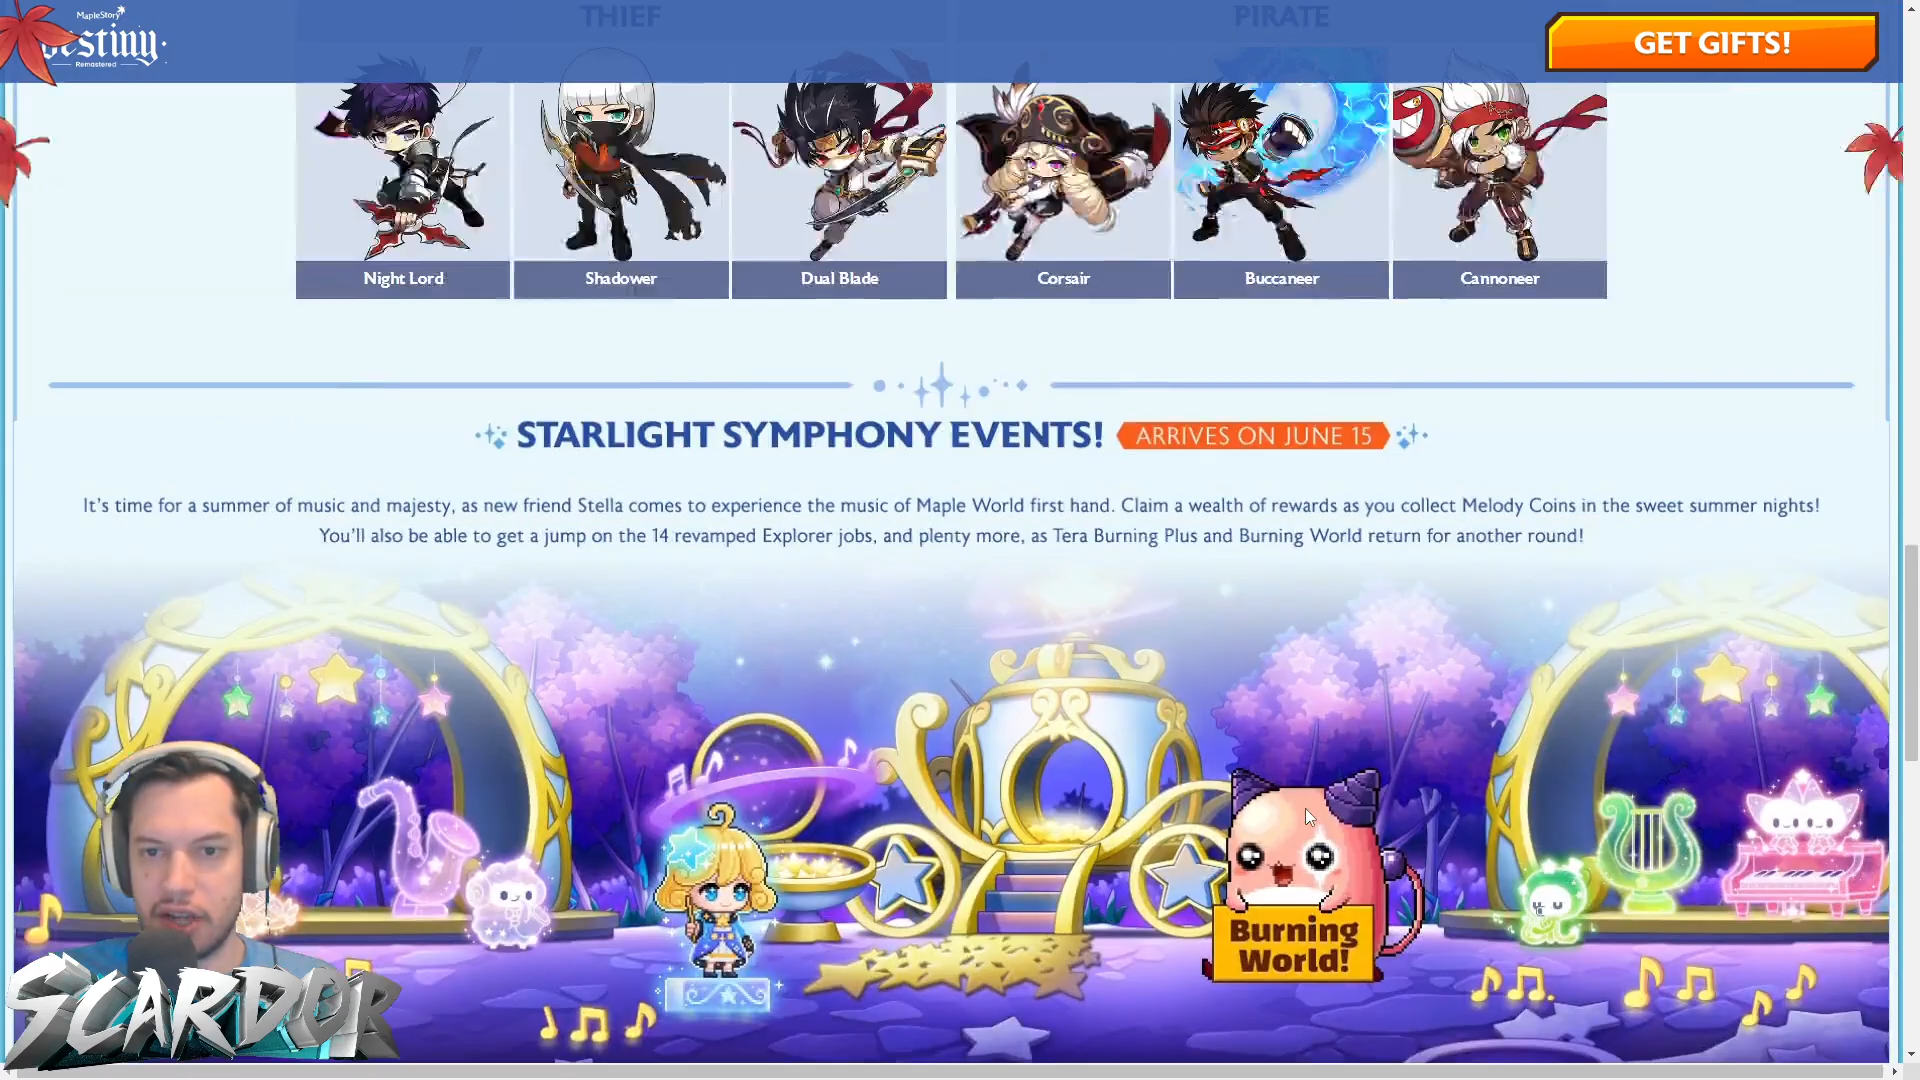 MapleStory
Destiny
Remastered
THIEF
PIRATE
GET GIFTS!
Night Lord
Shadower
Dual Blade
Corsair
Buccaneer
Cannoneer
STARLIGHT SYMPHONY EVENTS! ARRIVES ON JUNE 15
It's time for a summer of music and majesty, as new friend Stella comes to experience the music of Maple World first hand. Claim a wealth of rewards as you collect Melody Coins in the sweet summer nights!
You'll also be able to get a jump on the 14 revamped Explorer jobs, and plenty more, as Tera Burning Plus and Burning World return for another round!
Burning
World!
SCARDOR